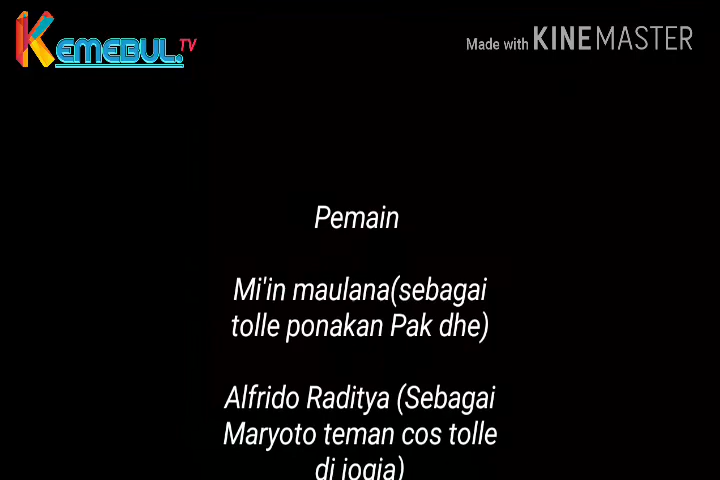 KEMEBUL.TV
Made with KINEMASTER
Pemain
Mi'in maulana(sebagai
tolle ponakan Pak dhe)
Alfrido Raditya (Sebagai
Maryoto teman cos tolle
di jogja)